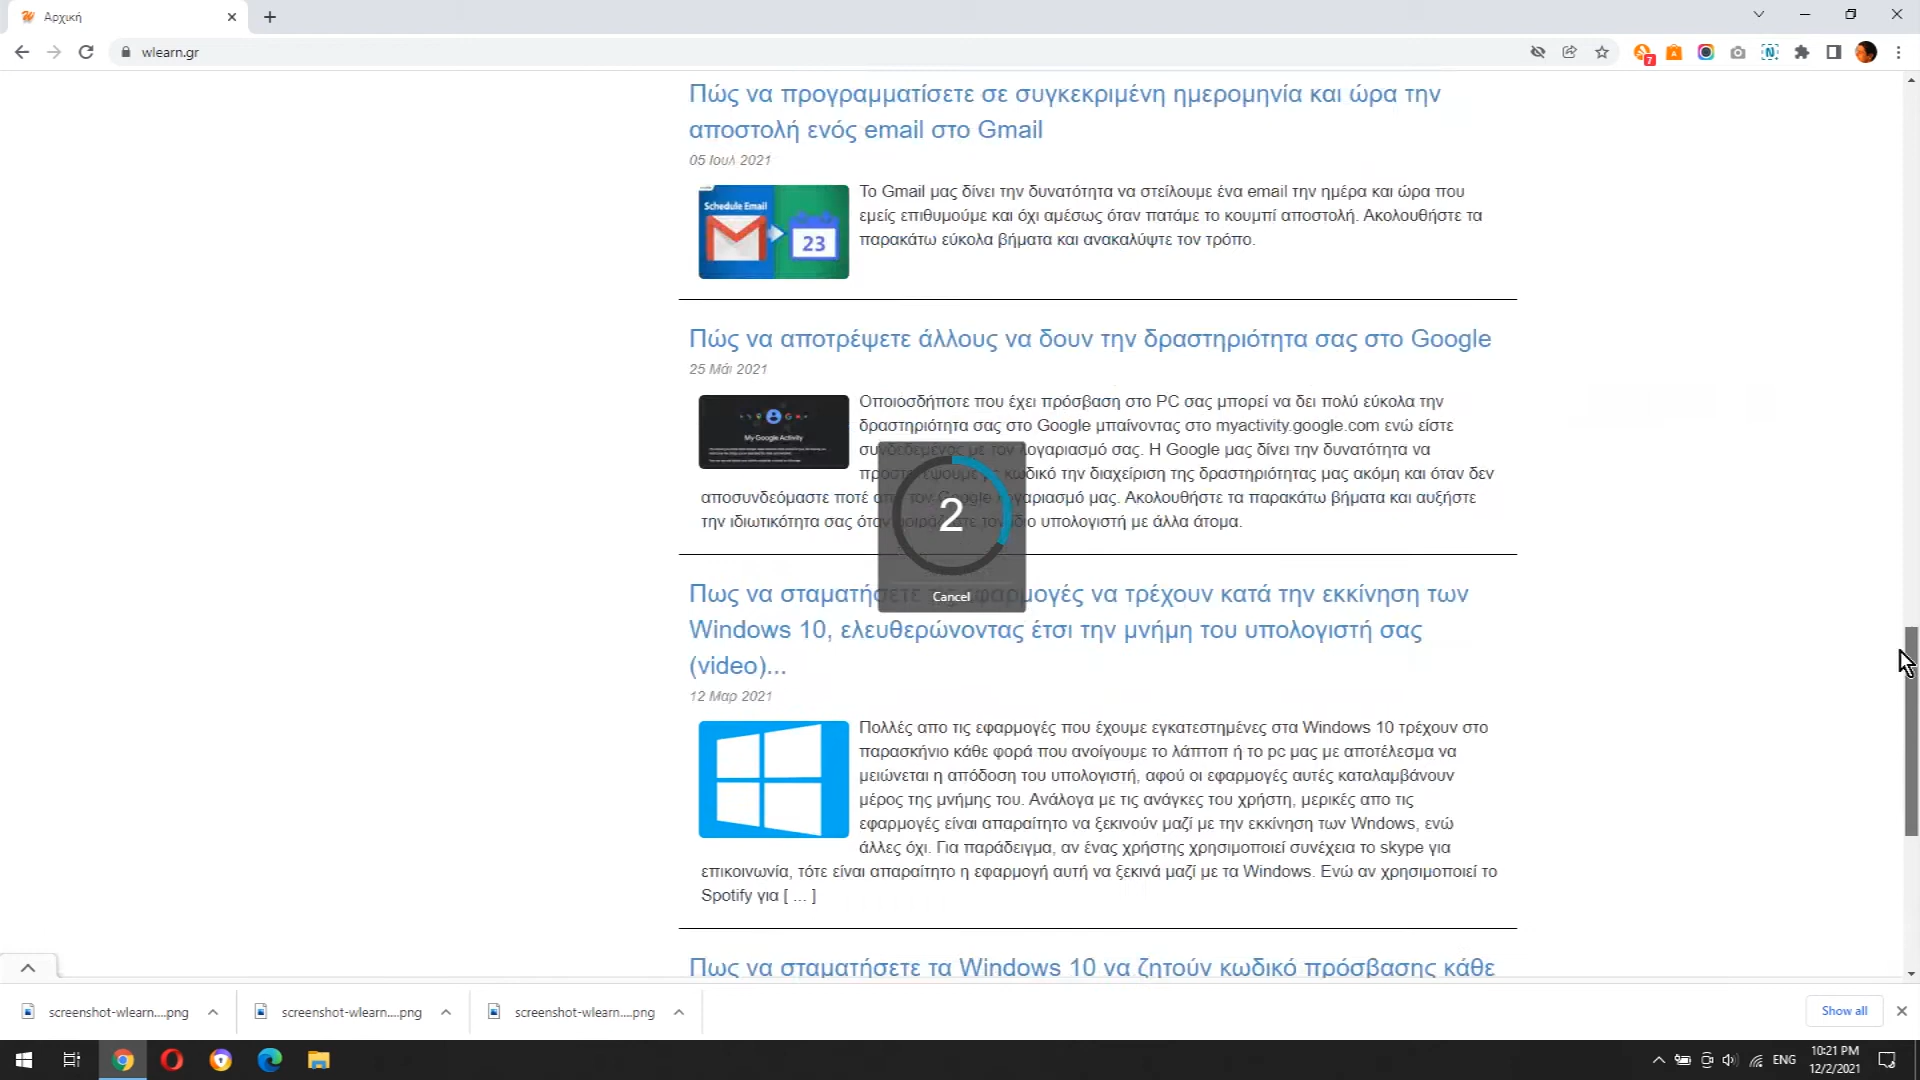 Αρχική
wlearn.gr
7
Πώς να προγραμματίσετε σε συγκεκριμένη ημερομηνία και ώρα την
αποστολή ενός email στο Gmail
05 Ιουλ 2021
Schedule Email
23
Το Gmail μας δίνει την δυνατότητα να στείλουμε ένα email την ημέρα και ώρα που
εμείς επιθυμούμε και όχι αμέσως όταν πατάμε το κουμπί αποστολή. Ακολουθήστε τα
παρακάτω εύκολα βήματα και ανακαλύψτε τον τρόπο.
Πώς να αποτρέψετε άλλους να δουν την δραστηριότητα σας στο Google
25 Μάι 2021
My Google Activity
Οποιοσδήποτε που έχει πρόσβαση στο PC σας μπορεί να δει πολύ εύκολα την
δραστηριότητα σας στο Google μπαίνοντας στο myactivity.google.com ενώ είστε
συνδεδεμένος με τον λογαριασμό σας. Η Google μας δίνει την δυνατότητα να
κωδικό την διαχείριση της δραστηριότητας μας ακόμη και όταν δεν
αποσυνδεόμαστε ποτέ από τον Google λογαριασμό μας. Ακολουθήστε τα παρακάτω βήματα και αυξήστε
την ιδιωτικότητα σας όταν μοιράζεστε τον ίδιο υπολογιστή με άλλα άτομα.
2
Cancel
Πως να σταματήσετε τις εφαρμογές να τρέχουν κατά την εκκίνηση των
Windows 10, ελευθερώνοντας έτσι την μνήμη του υπολογιστή σας
(video)...
12 Μαρ 2021
Πολλές απο τις εφαρμογές που έχουμε εγκατεστημένες στα Windows 10 τρέχουν στο
παρασκήνιο κάθε φορά που ανοίγουμε το λάπτοπ ή το pc μας με αποτέλεσμα να
μειώνεται η απόδοση του υπολογιστή, αφού οι εφαρμογές αυτές καταλαμβάνουν
μέρος της μνήμης του. Ανάλογα με τις ανάγκες του χρήστη, μερικές απο τις
εφαρμογές είναι απαραίτητο να ξεκινούν μαζί με την εκκίνηση των Wndows, ενώ
άλλες όχι. Για παράδειγμα, αν ένας χρήστης χρησιμοποιεί συνέχεια το skype για
επικοινωνία, τότε είναι απαραίτητο η εφαρμογή αυτή να ξεκινά μαζί με τα Windows. Ενώ αν χρησιμοποιεί το
Spotify για [ ... ]
Πως να σταματήσετε τα Windows 10 να ζητούν κωδικό πρόσβασης κάθε
screenshot-wlearn....png
screenshot-wlearn....png
screenshot-wlearn....png
Show all
ENG
10:21 PM
12/2/2021